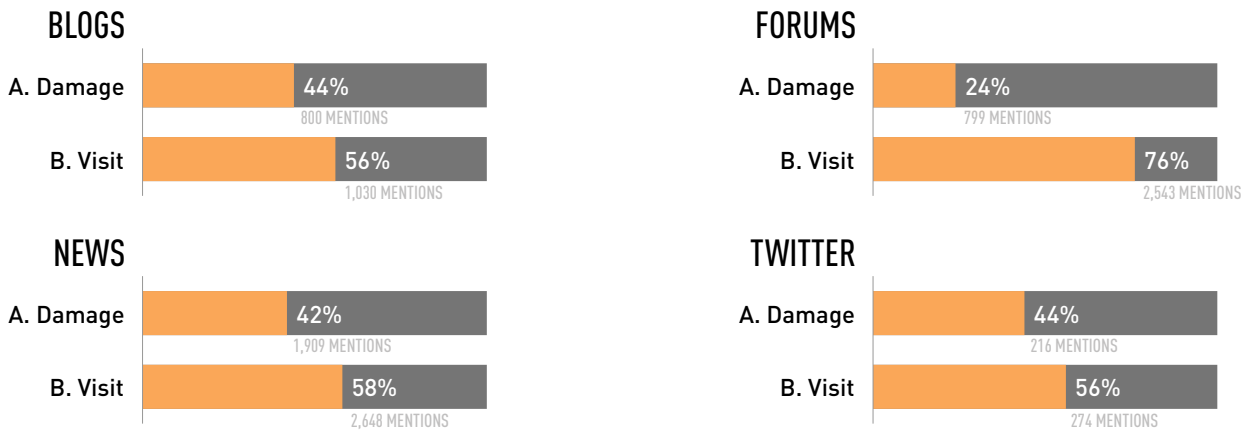 BLOGS
A. Damage 44%
800 MENTIONS
B. Visit 56%
1,030 MENTIONS
FORUMS
A. Damage 24%
799 MENTIONS
B. Visit 76%
2,543 MENTIONS
NEWS
A. Damage 42%
1,909 MENTIONS
B. Visit 58%
2,648 MENTIONS
TWITTER
A. Damage 44%
216 MENTIONS
B. Visit 56%
274 MENTIONS